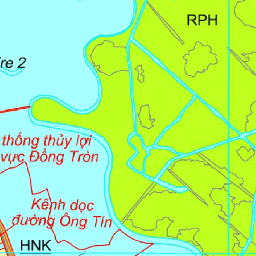 RPH
re 2
thống thủy lợi
vực Đồng Tròn
Kênh dọc
đường Ông Tín
HNK